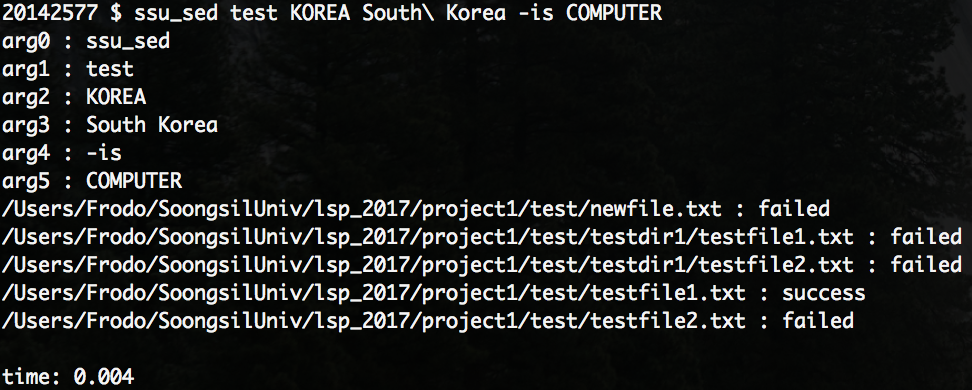 20142577 $ ssu_sed test KOREA South\ Korea -is COMPUTER
arg0 : ssu_sed
arg1 : test
arg2 : KOREA
arg3 : South Korea
arg4 : -is
arg5 : COMPUTER
/Users/Frodo/SoongsilUniv/lsp_2017/project1/test/newfile.txt : failed
/Users/Frodo/SoongsilUniv/lsp_2017/project1/test/testdir1/testfile1.txt : failed
/Users/Frodo/SoongsilUniv/lsp_2017/project1/test/testdir1/testfile2.txt : failed
/Users/Frodo/SoongsilUniv/lsp_2017/project1/test/testfile1.txt : success
/Users/Frodo/SoongsilUniv/lsp_2017/project1/test/testfile2.txt : failed
time: 0.004